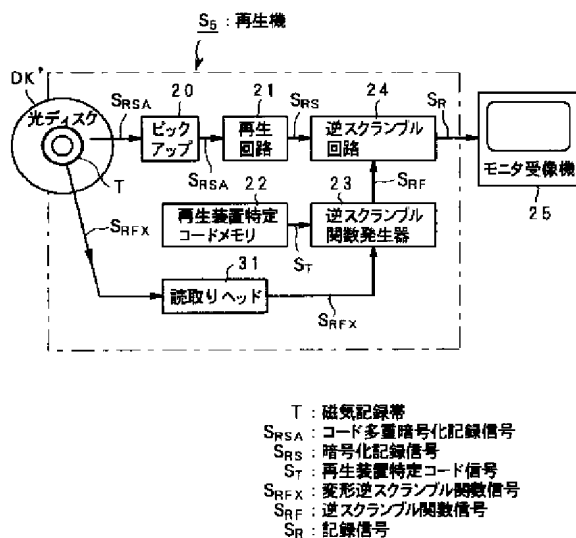 S5 : 再生機
DK'
光ディスク
T
SRSA
20
ピックアップ
SRSA
21
再生回路
SRS
24
逆スクランブル回路
SR
モニタ受像機
25
SRF
22
再生装置特定コードメモリ
ST
23
逆スクランブル関数発生器
SRFX
31
読取りヘッド
SRFX
T : 磁気記録帯
SRSA : コード多重暗号化記録信号
SRS : 暗号化記録信号
ST : 再生装置特定コード信号
SRFX : 変形逆スクランブル関数信号
SRF : 逆スクランブル関数信号
SR : 記録信号